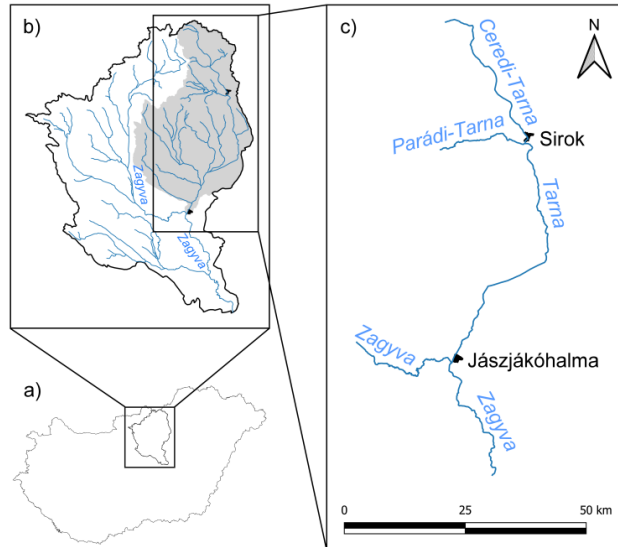 b)
Zagyva
Zagyva
a)
c)
N
Ceredi-Tarna
Parádi-Tarna
Sirok
Tarna
Zagyva
Jászjákóhalma
Zagyva
0
25
50 km